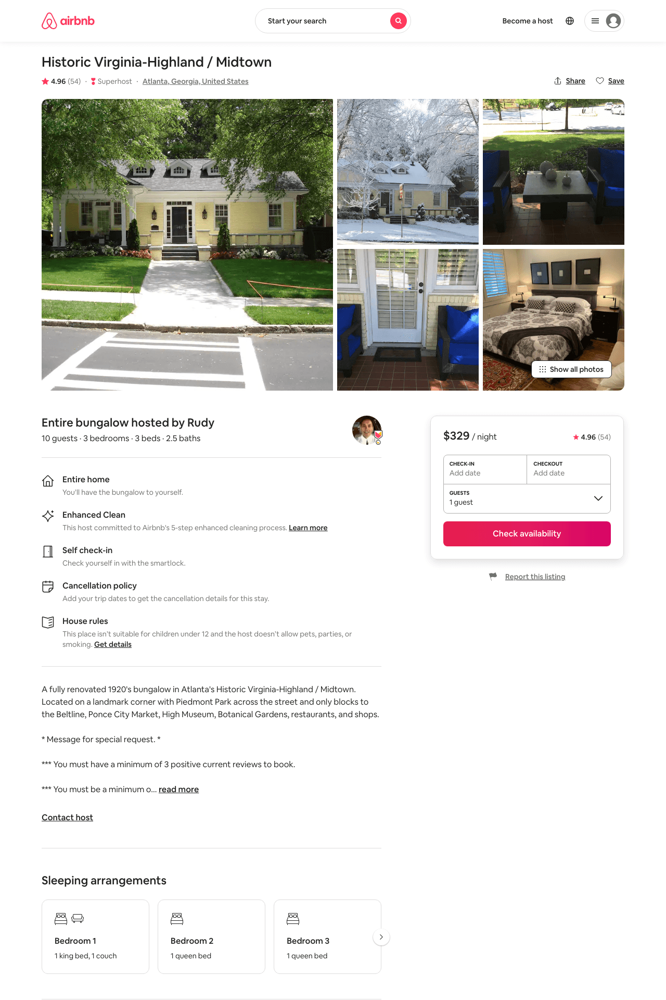 airbnb
Start your search
Become a host
Historic Virginia-Highland / Midtown
4.96 (54) · Superhost · Atlanta, Georgia, United States
Share
Save
Show all photos
Entire bungalow hosted by Rudy
10 guests · 3 bedrooms · 3 beds · 2.5 baths
Entire home
You'll have the bungalow to yourself.
Enhanced Clean
This host committed to Airbnb's 5-step enhanced cleaning process. Learn more
Self check-in
Check yourself in with the smartlock.
Cancellation policy
Add your trip dates to get the cancellation details for this stay.
House rules
This place isn't suitable for children under 12 and the host doesn't allow pets, parties, or
smoking. Get details
$329 / night
4.96 (54)
CHECK-IN
Add date
CHECKOUT
Add date
GUESTS
1 guest
Check availability
Report this listing
A fully renovated 1920's bungalow in Atlanta's Historic Virginia-Highland / Midtown.
Located on a landmark corner with Piedmont Park across the street and only blocks to
the Beltline, Ponce City Market, High Museum, Botanical Gardens, restaurants, and shops.
* Message for special request. *
*** You must have a minimum of 3 positive current reviews to book.
*** You must be a minimum o... read more
Contact host
Sleeping arrangements
Bedroom 1
1 king bed, 1 couch
Bedroom 2
1 queen bed
Bedroom 3
1 queen bed